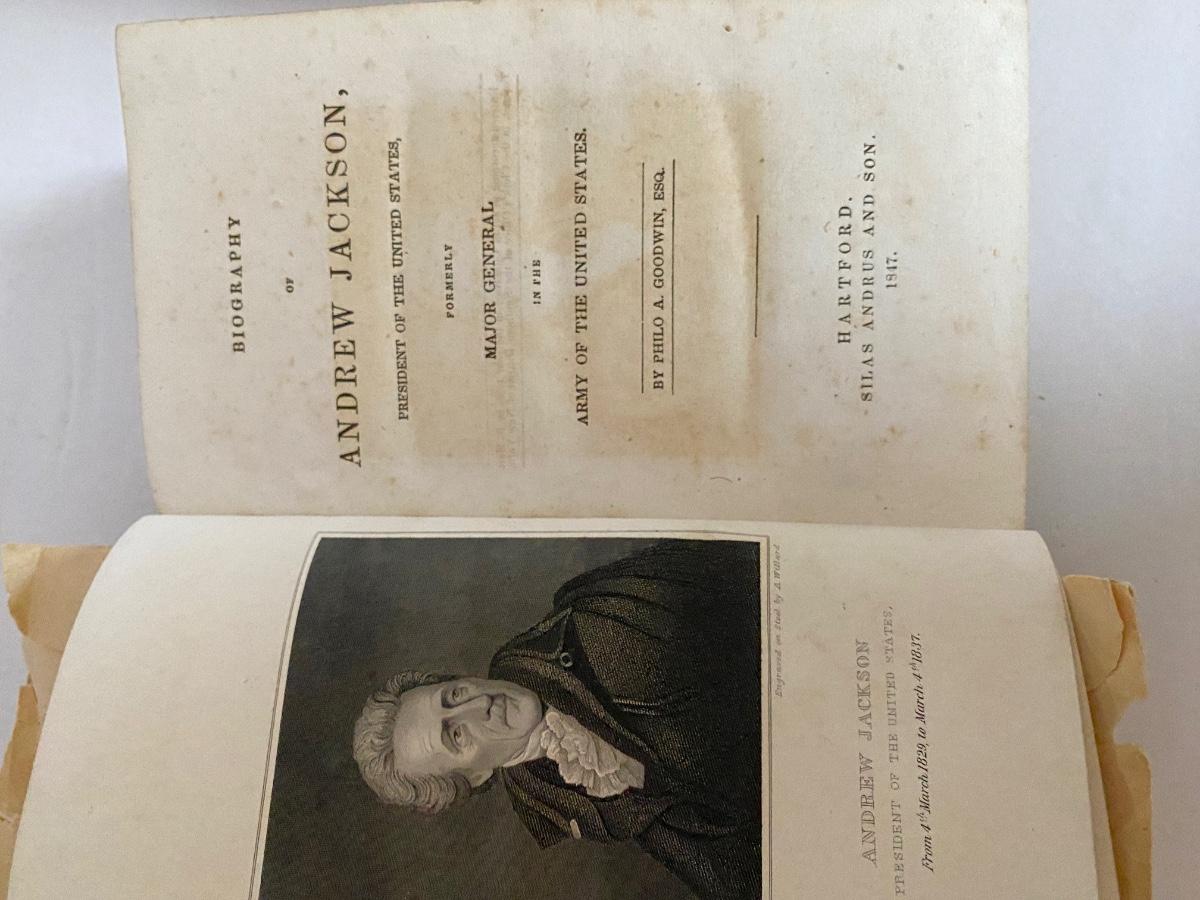 Engraved on Steel by A. Willard
ANDREW JACKSON
PRESIDENT OF THE UNITED STATES,
From 4th March 1829, to March 4th 1837.
BIOGRAPHY
OF
ANDREW JACKSON,
PRESIDENT OF THE UNITED STATES,
FORMERLY
MAJOR GENERAL
IN THE
ARMY OF THE UNITED STATES.
BY PHILO A. GOODWIN, ESQ.
HARTFORD.
SILAS ANDRUS AND SON.
1847.